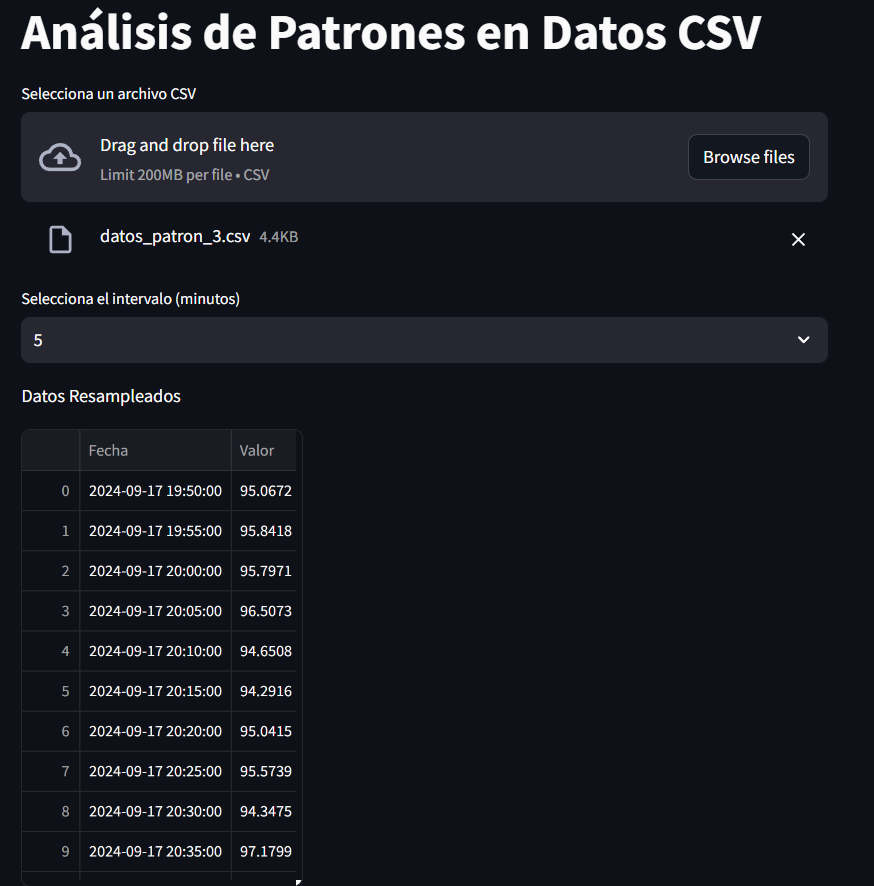 Análisis de Patrones en Datos CSV
Selecciona un archivo CSV
Drag and drop file here
Limit 200MB per file • CSV
Browse files
datos_patron_3.csv 4.4KB
Selecciona el intervalo (minutos)
5
Datos Resampleados
Fecha Valor
0 2024-09-17 19:50:00 95.0672
1 2024-09-17 19:55:00 95.8418
2 2024-09-17 20:00:00 95.7971
3 2024-09-17 20:05:00 96.5073
4 2024-09-17 20:10:00 94.6508
5 2024-09-17 20:15:00 94.2916
6 2024-09-17 20:20:00 95.0415
7 2024-09-17 20:25:00 95.5739
8 2024-09-17 20:30:00 94.3475
9 2024-09-17 20:35:00 97.1799